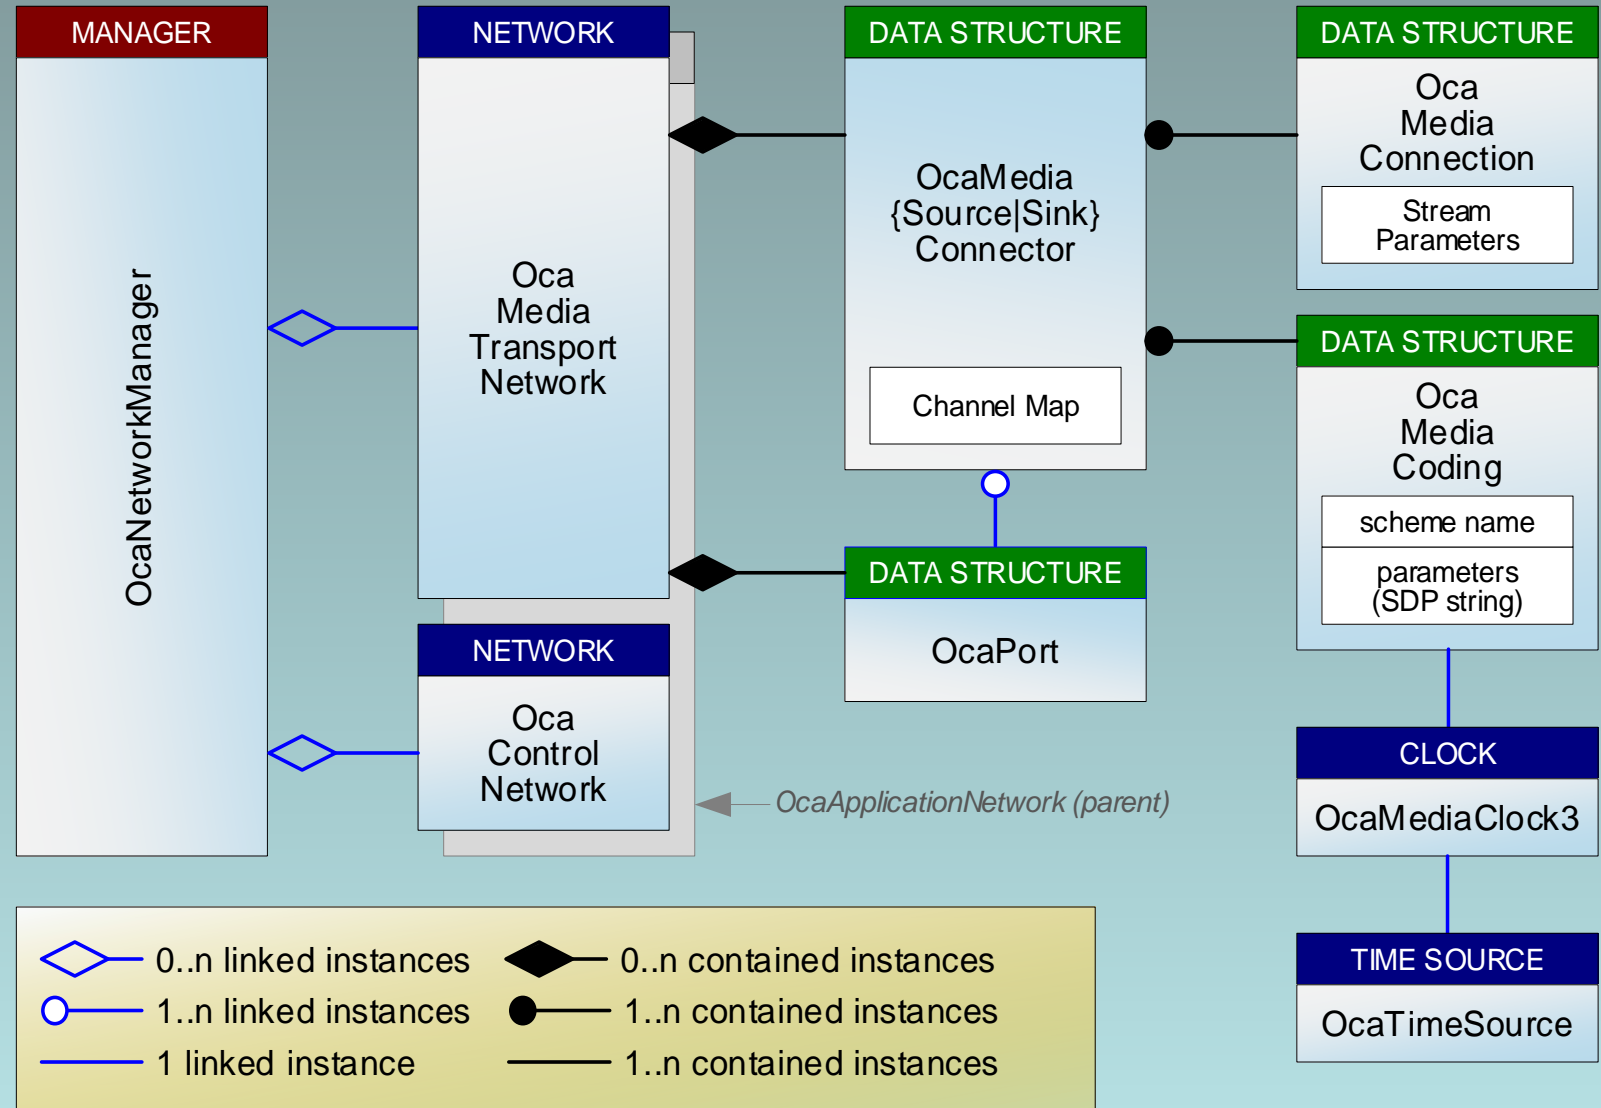 MANAGER
OcaNetworkManager
NETWORK
Oca
Media
Transport
Network
NETWORK
Oca
Control
Network
OcaApplicationNetwork (parent)
DATA STRUCTURE
OcaMedia
{Source|Sink}
Connector
Channel Map
DATA STRUCTURE
OcaPort
DATA STRUCTURE
Oca
Media
Connection
Stream
Parameters
DATA STRUCTURE
Oca
Media
Coding
scheme name
parameters
(SDP string)
CLOCK
OcaMediaClock3
TIME SOURCE
OcaTimeSource
0..n linked instances
1..n linked instances
1 linked instance
0..n contained instances
1..n contained instances
1..n contained instances